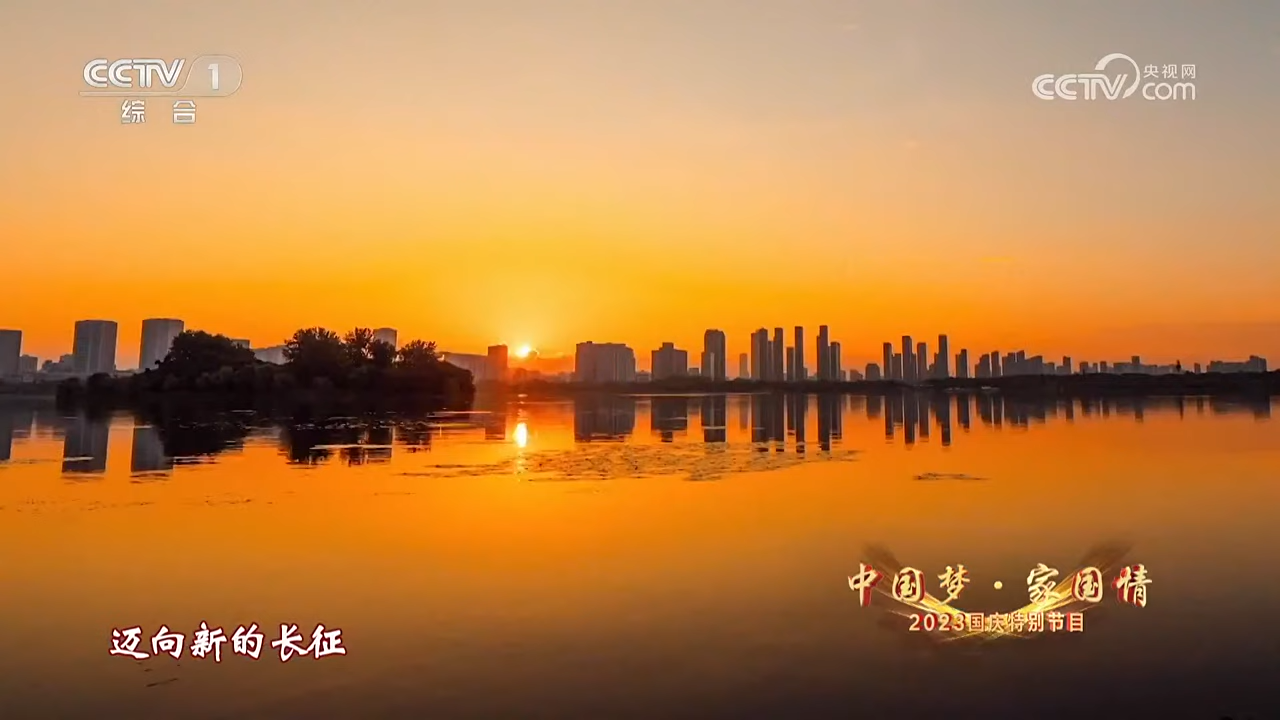 CCTV 1
综合
CCTV 央视网
com
中国梦·家国情
2023国庆特别节目
迈向新的长征